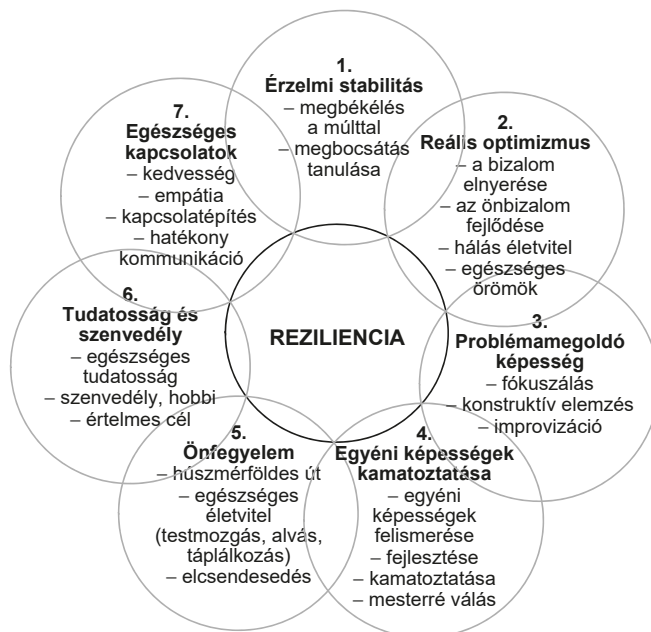 1.
Érzelmi stabilitás
– megbékélés
a múlttal
– megbocsátás
tanulása
2.
Reális optimizmus
– a bizalom
elnyerése
– az önbizalom
fejlődése
– hálás életvitel
– egészséges
örömök
3.
Problémamegoldó
képesség
– fókuszálás
– konstruktív elemzés
– improvizáció
4.
Egyéni képességek
kamatoztatása
– egyéni
képességek
felismerése
– fejlesztése
– kamatoztatása
– mesterré válás
5.
Önfegyelem
– húszmérföldes út
– egészséges
életvitel
(testmozgás, alvás,
táplálkozás)
– elcsendesedés
6.
Tudatosság és
szenvedély
– egészséges
tudatosság
– szenvedély, hobbi
– értelmes cél
7.
Egészséges
kapcsolatok
– kedvesség
– empátia
– kapcsolatépítés
– hatékony
kommunikáció
REZILIENCIA